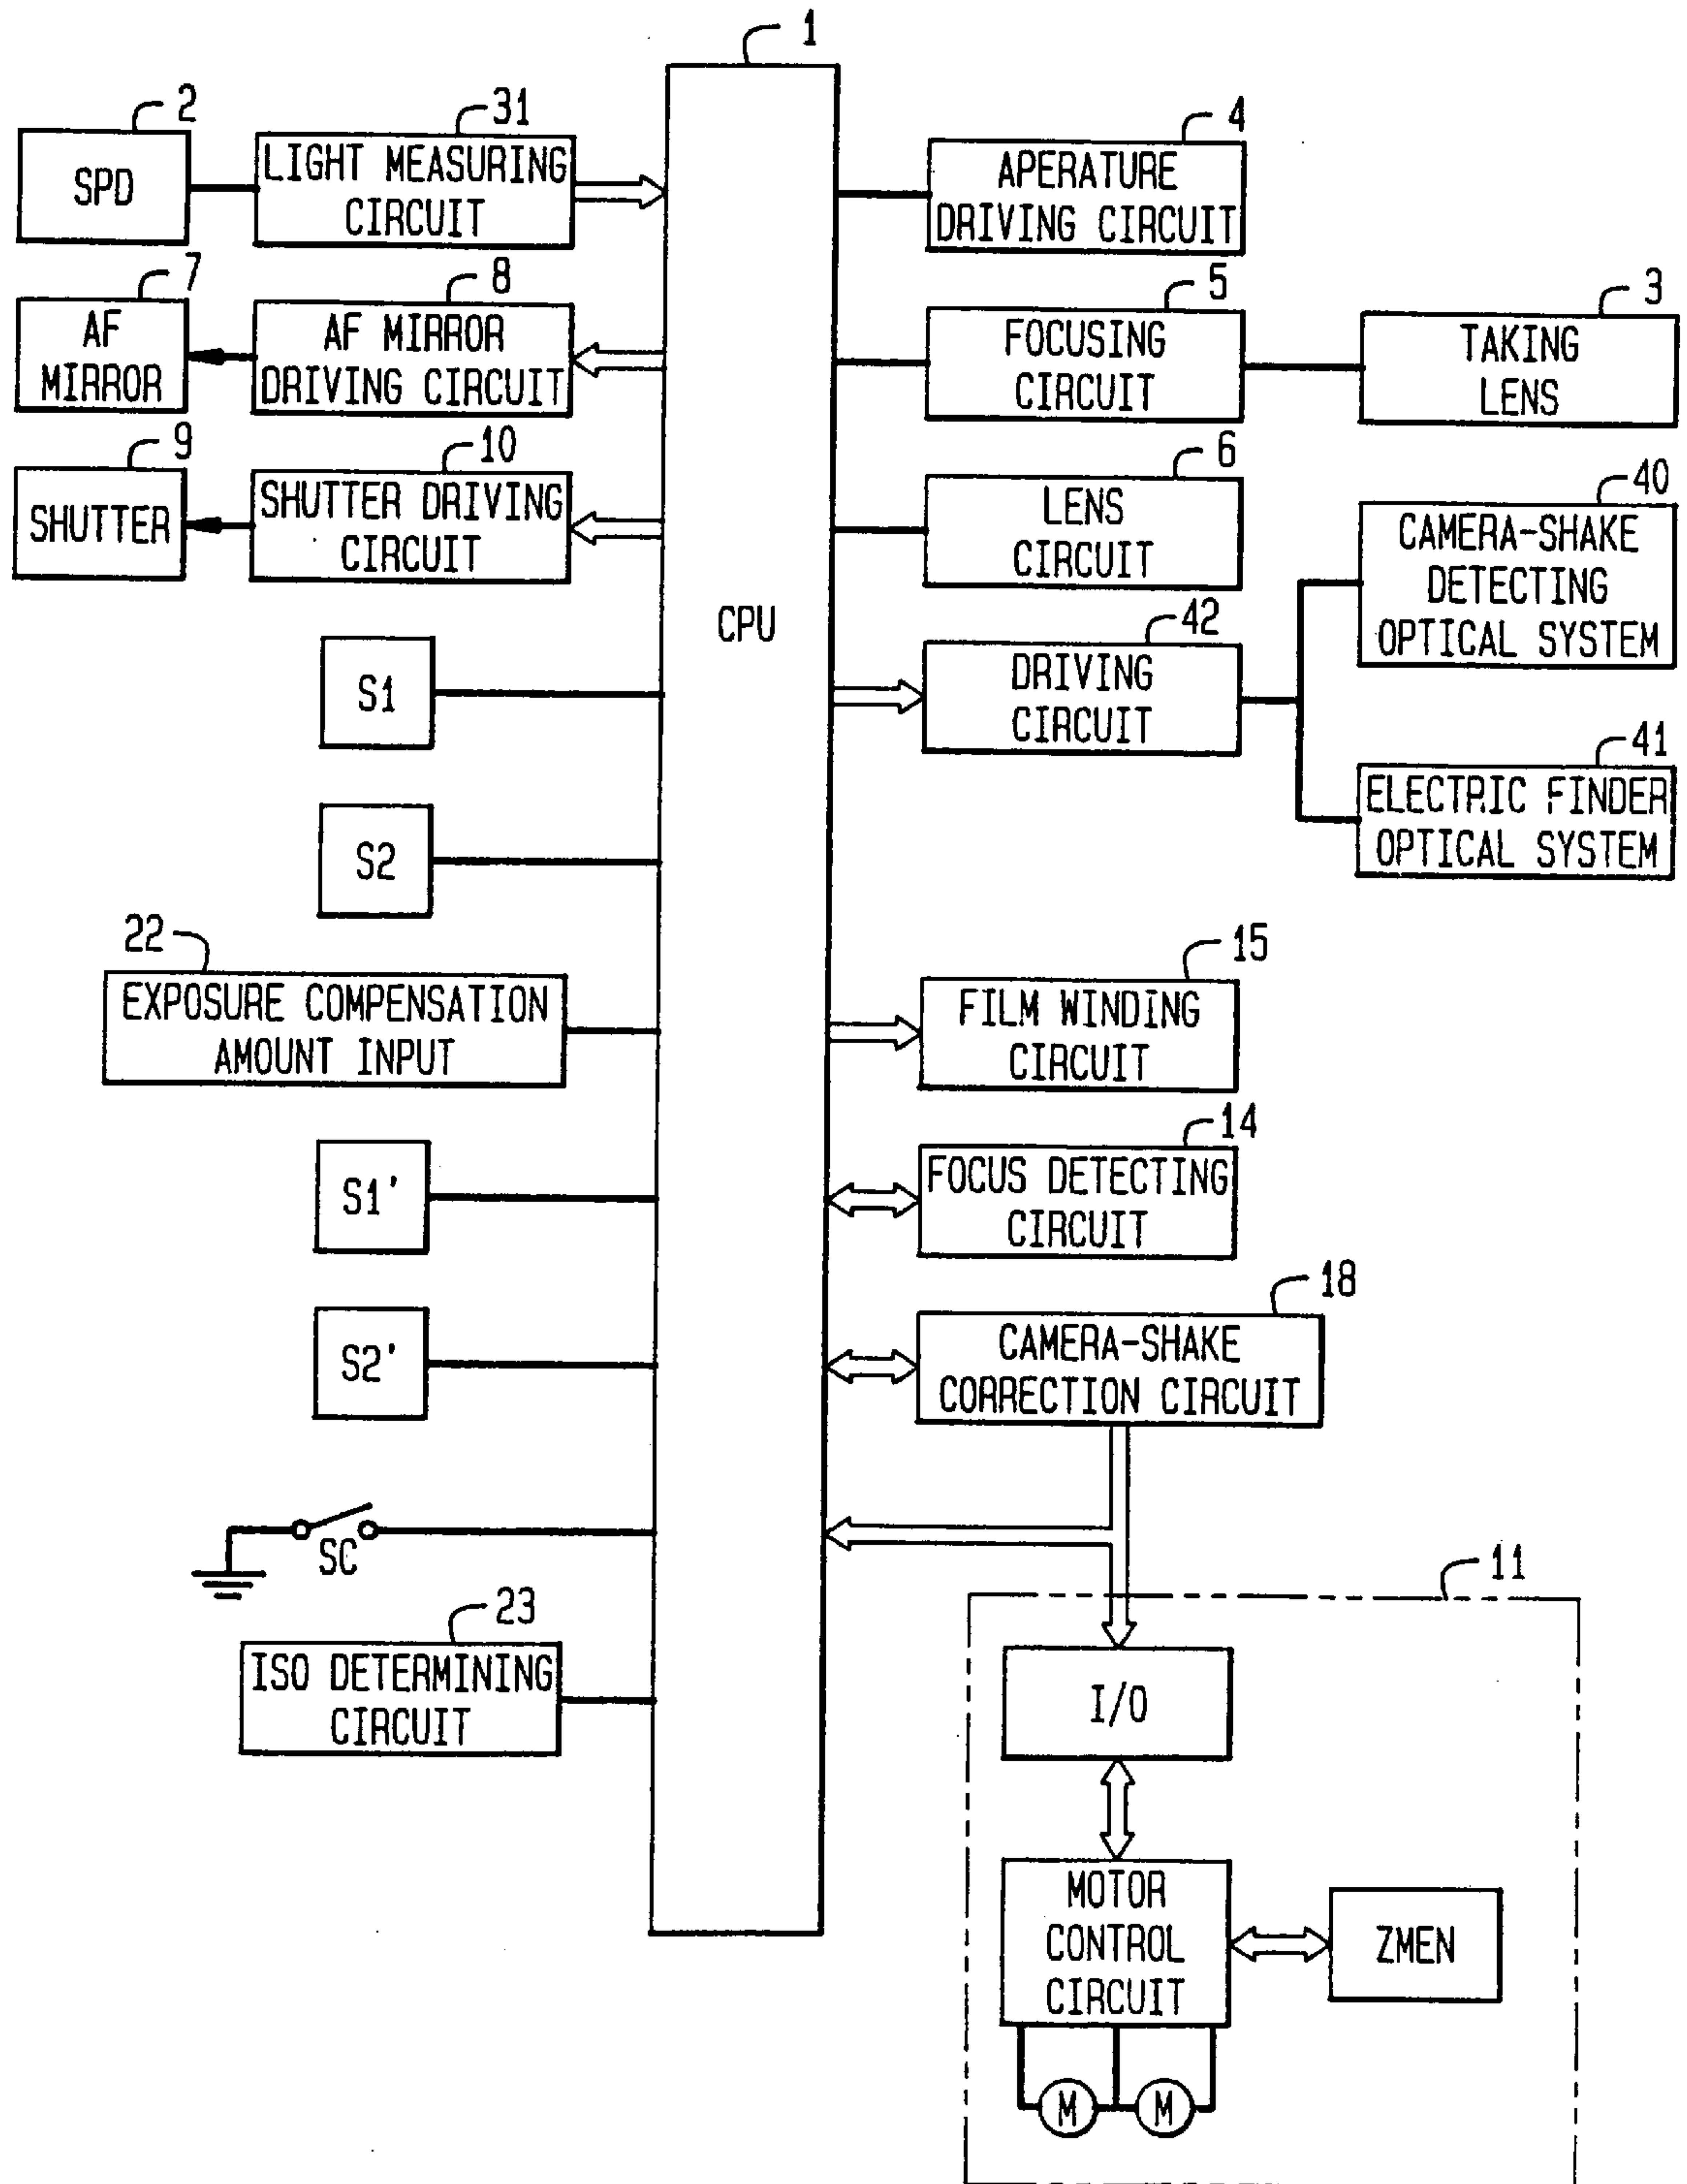 1
2
SPD
31
LIGHT MEASURING
CIRCUIT
4
APERATURE
DRIVING CIRCUIT
7
AF
MIRROR
8
AF MIRROR
DRIVING CIRCUIT
5
FOCUSING
CIRCUIT
3
TAKING
LENS
9
SHUTTER
10
SHUTTER DRIVING
CIRCUIT
6
LENS
CIRCUIT
40
CAMERA-SHAKE
DETECTING
OPTICAL SYSTEM
CPU
S1
42
DRIVING
CIRCUIT
41
ELECTRIC FINDER
OPTICAL SYSTEM
S2
22
EXPOSURE COMPENSATION
AMOUNT INPUT
15
FILM WINDING
CIRCUIT
S1'
14
FOCUS DETECTING
CIRCUIT
S2'
18
CAMERA-SHAKE
CORRECTION CIRCUIT
SC
11
23
ISO DETERMINING
CIRCUIT
I/O
MOTOR
CONTROL
CIRCUIT
ZMEN
M
M